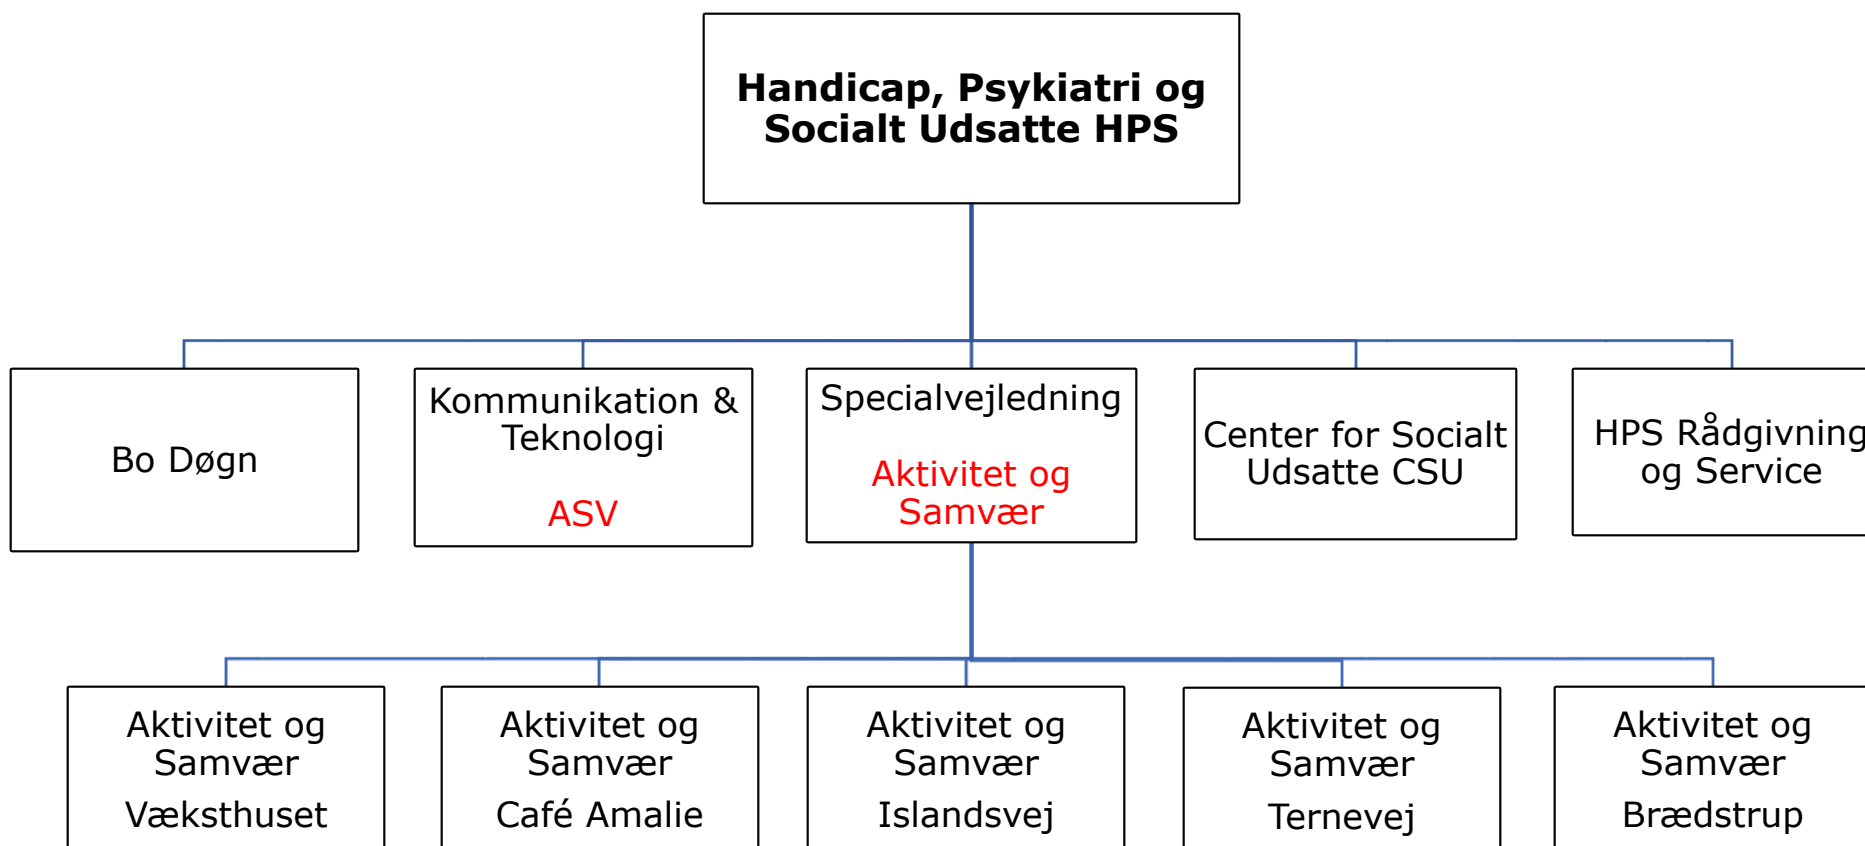 Handicap, Psykiatri og
Socialt Udsatte HPS
Bo Døgn
Kommunikation &
Teknologi
ASV
Specialvejledning
Aktivitet og
Samvær
Center for Socialt
Udsatte CSU
HPS Rådgivning
og Service
Aktivitet og
Samvær
Væksthuset
Aktivitet og
Samvær
Café Amalie
Aktivitet og
Samvær
Islandsvej
Aktivitet og
Samvær
Ternevej
Aktivitet og
Samvær
Brædstrup